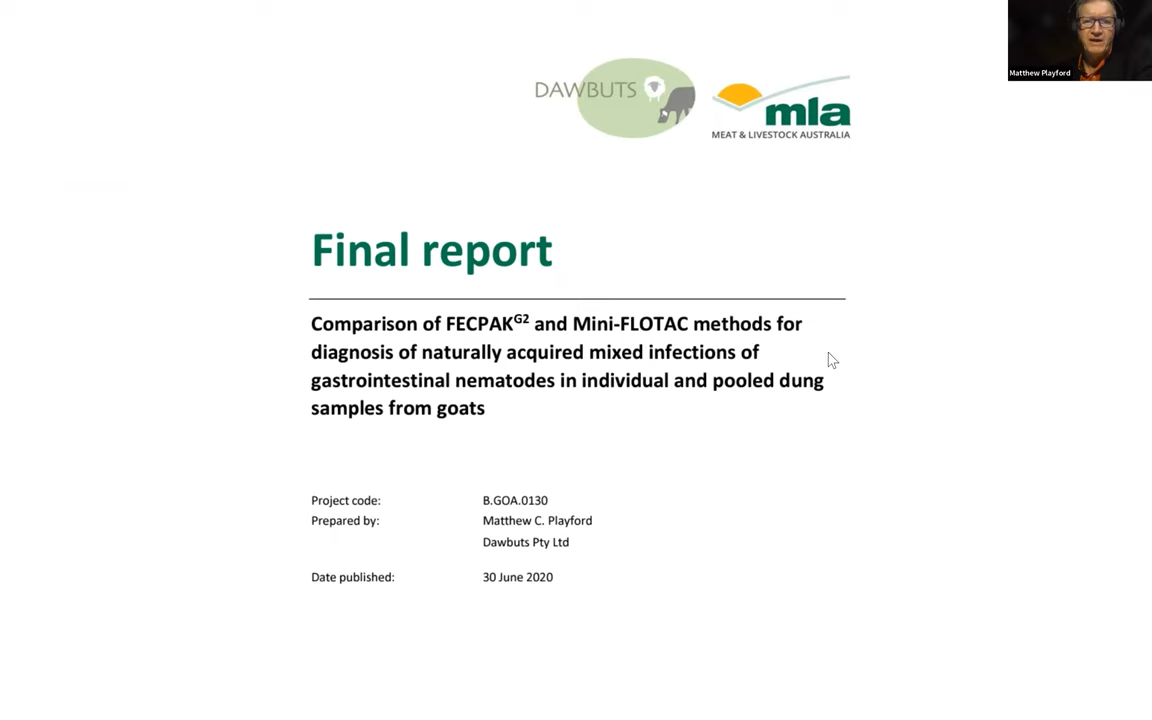 Matthew Playford
DAWBUTS
mla
MEAT & LIVESTOCK AUSTRALIA
Final report
Comparison of FECPAKG2 and Mini-FLOTAC methods for
diagnosis of naturally acquired mixed infections of
gastrointestinal nematodes in individual and pooled dung
samples from goats
Project code: B.GOA.0130
Prepared by: Matthew C. Playford
Dawbuts Pty Ltd
Date published: 30 June 2020